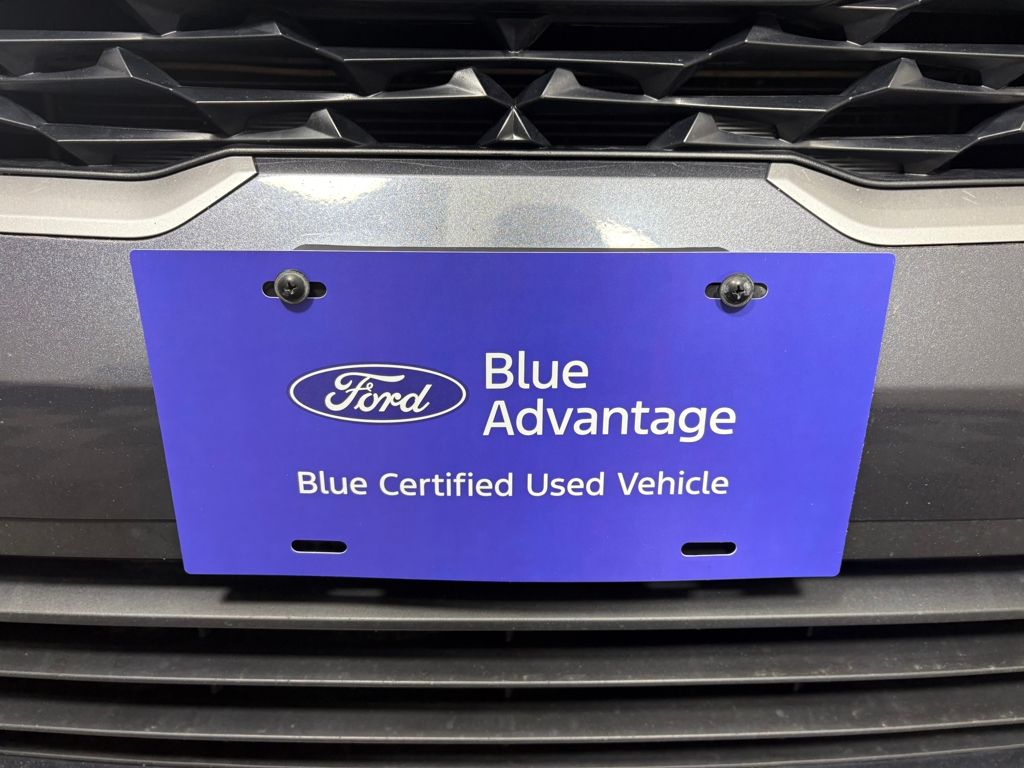 Ford
Blue
Advantage
Blue Certified Used Vehicle